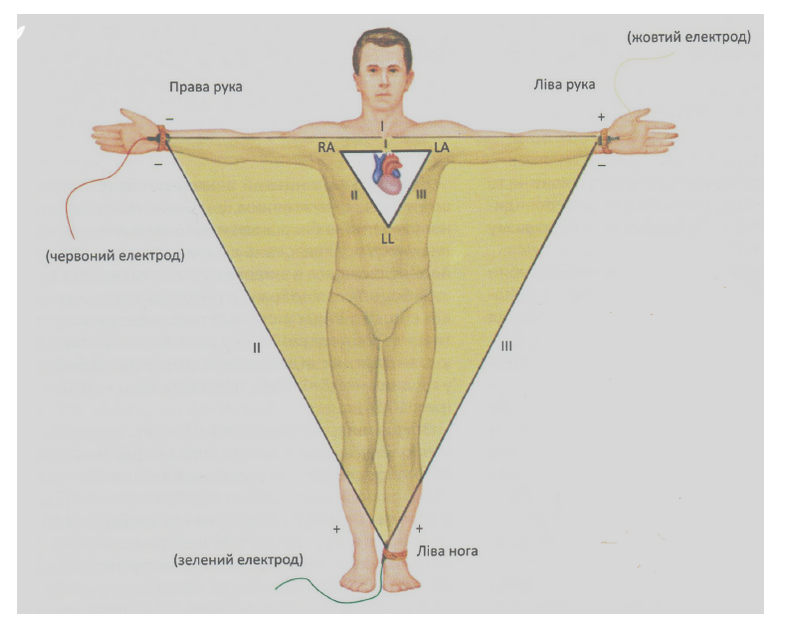 (жовтий електрод)
Права рука
Ліва рука
– I +
RA I LA
– –
II III
LL
(червоний електрод)
II III
+ +
Ліва нога
(зелений електрод)